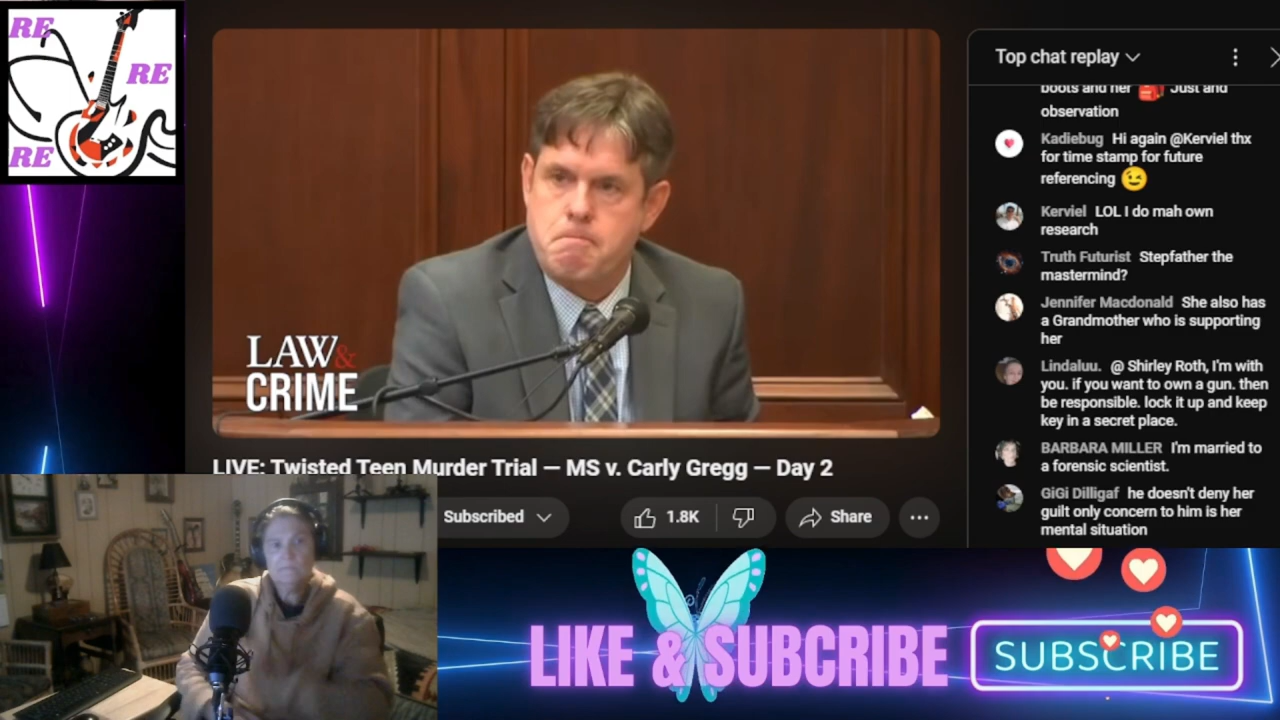 RE
RE
RE
LAW&
CRIME
LIVE: Twisted Teen Murder Trial — MS v. Carly Gregg — Day 2
Subscribed
1.8K
Share
Top chat replay
boots and her Just and
observation
Kadiebug Hi again @Kerviel thx
for time stamp for future
referencing
Kerviel LOL I do mah own
research
Truth Futurist Stepfather the
mastermind?
Jennifer Macdonald She also has
a Grandmother who is supporting
her
Lindaluu. @ Shirley Roth, I'm with
you. if you want to own a gun. then
be responsible. lock it up and keep
key in a secret place.
BARBARA MILLER I'm married to
a forensic scientist.
GiGi Dilligaf he doesn't deny her
guilt only concern to him is her
mental situation
LIKE & SUBCRIBE
SUBSCRIBE